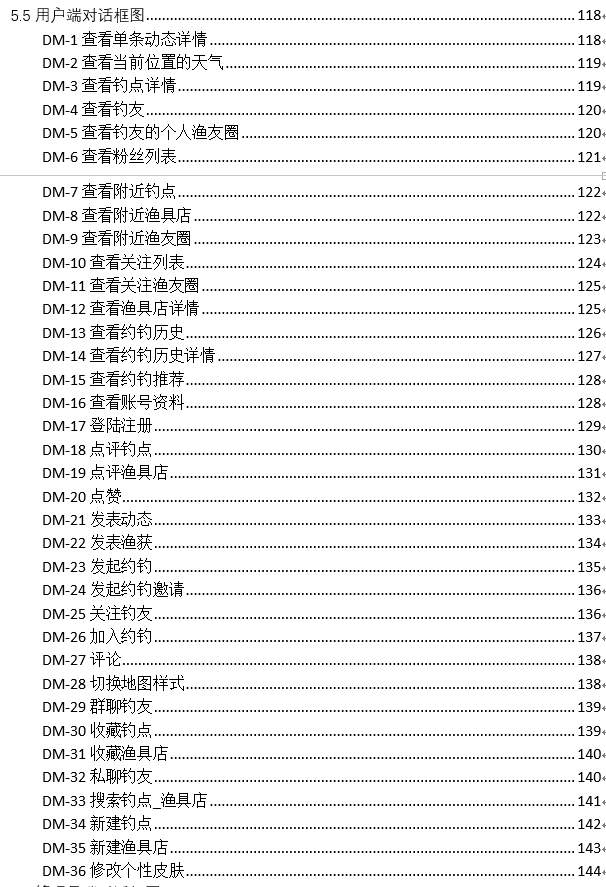 5.5 用户端对话框图 118
DM-1 查看单条动态详情 118
DM-2 查看当前位置的天气 119
DM-3 查看钓点详情 119
DM-4 查看钓友 120
DM-5 查看钓友的个人渔友圈 120
DM-6 查看粉丝列表 121
DM-7 查看附近钓点 122
DM-8 查看附近渔具店 122
DM-9 查看附近渔友圈 123
DM-10 查看关注列表 124
DM-11 查看关注渔友圈 125
DM-12 查看渔具店详情 125
DM-13 查看约钓历史 126
DM-14 查看约钓历史详情 127
DM-15 查看约钓推荐 128
DM-16 查看账号资料 128
DM-17 登陆注册 129
DM-18 点评钓点 130
DM-19 点评渔具店 131
DM-20 点赞 132
DM-21 发表动态 133
DM-22 发表渔获 134
DM-23 发起约钓 135
DM-24 发起约钓邀请 136
DM-25 关注钓友 136
DM-26 加入约钓 137
DM-27 评论 138
DM-28 切换地图样式 138
DM-29 群聊钓友 139
DM-30 收藏钓点 139
DM-31 收藏渔具店 140
DM-32 私聊钓友 140
DM-33 搜索钓点_渔具店 141
DM-34 新建钓点 142
DM-35 新建渔具店 143
DM-36 修改个性皮肤 144